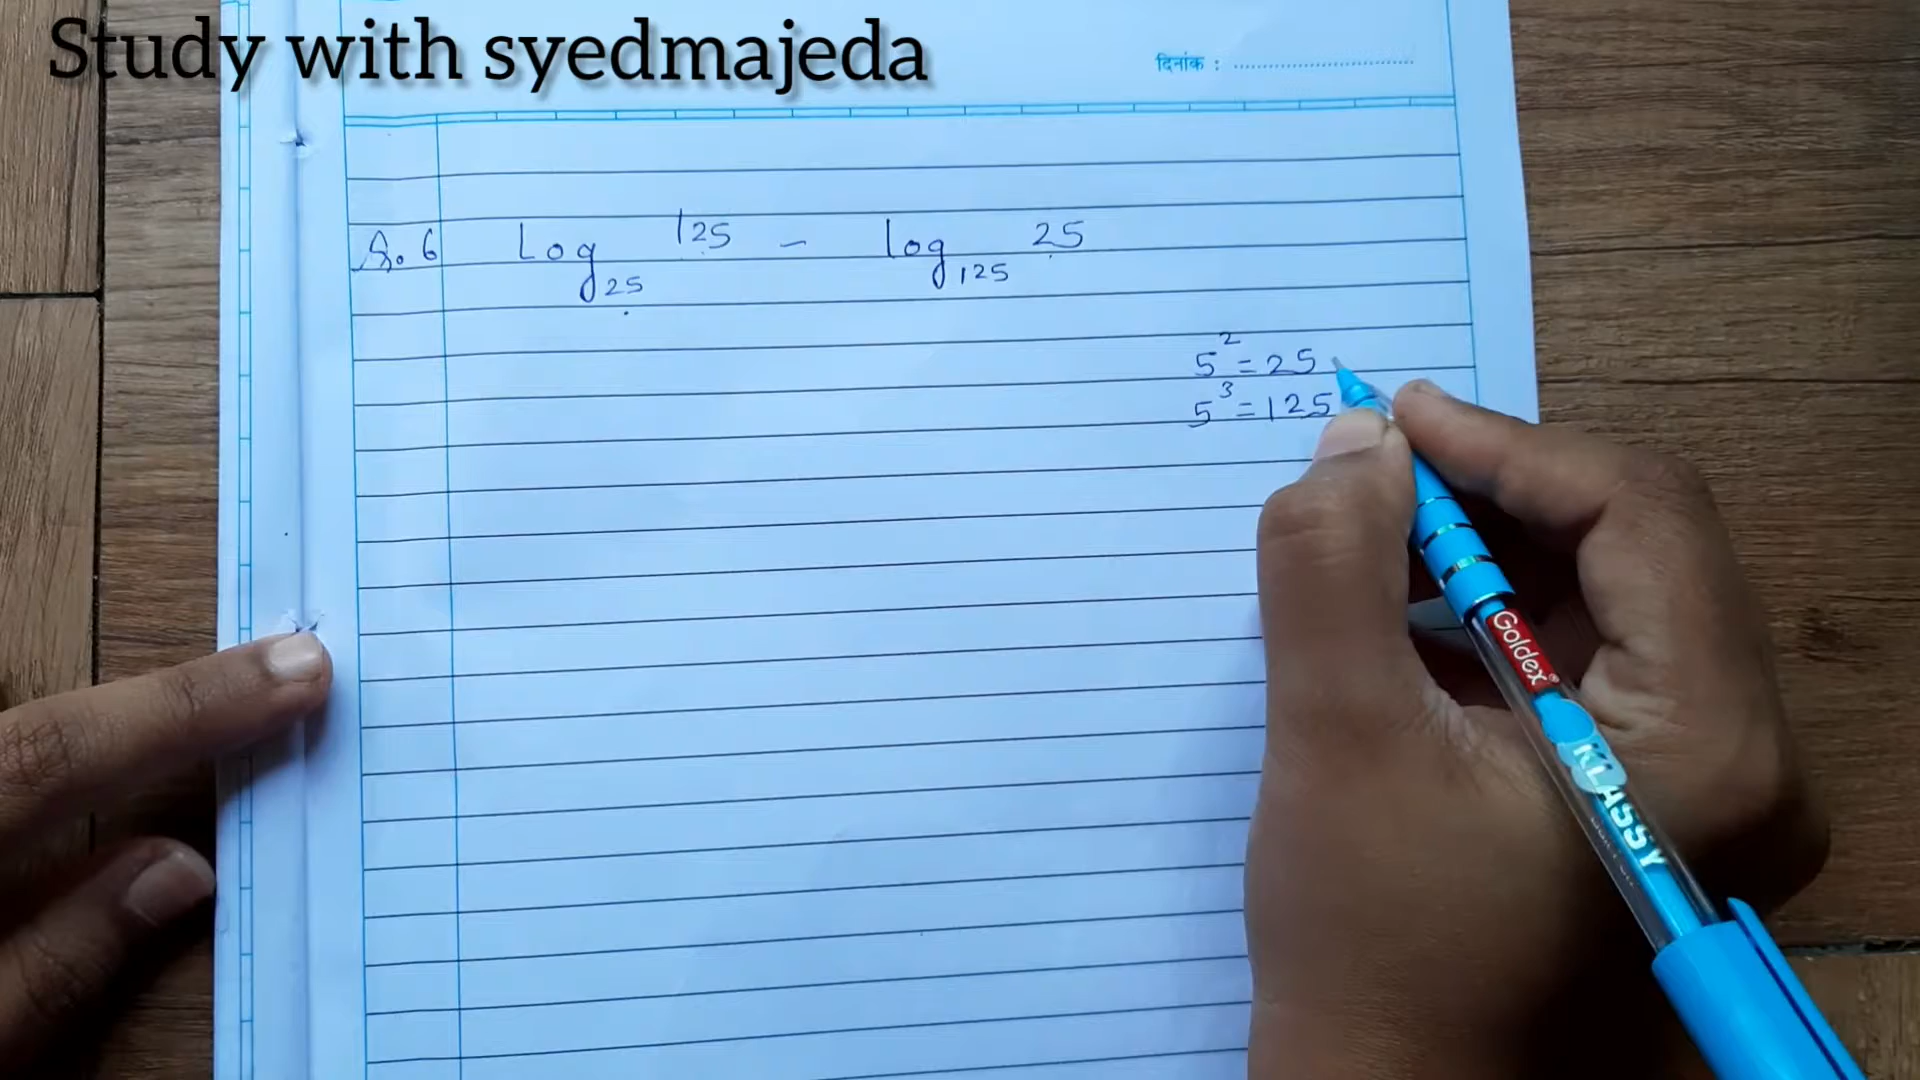 Study with syedmajeda
दिनांक : ..............................
Q. 6 Log₂₅ 125 – log₁₂₅ 25
5² = 25
5³ = 125
Goldex®
KLASSY